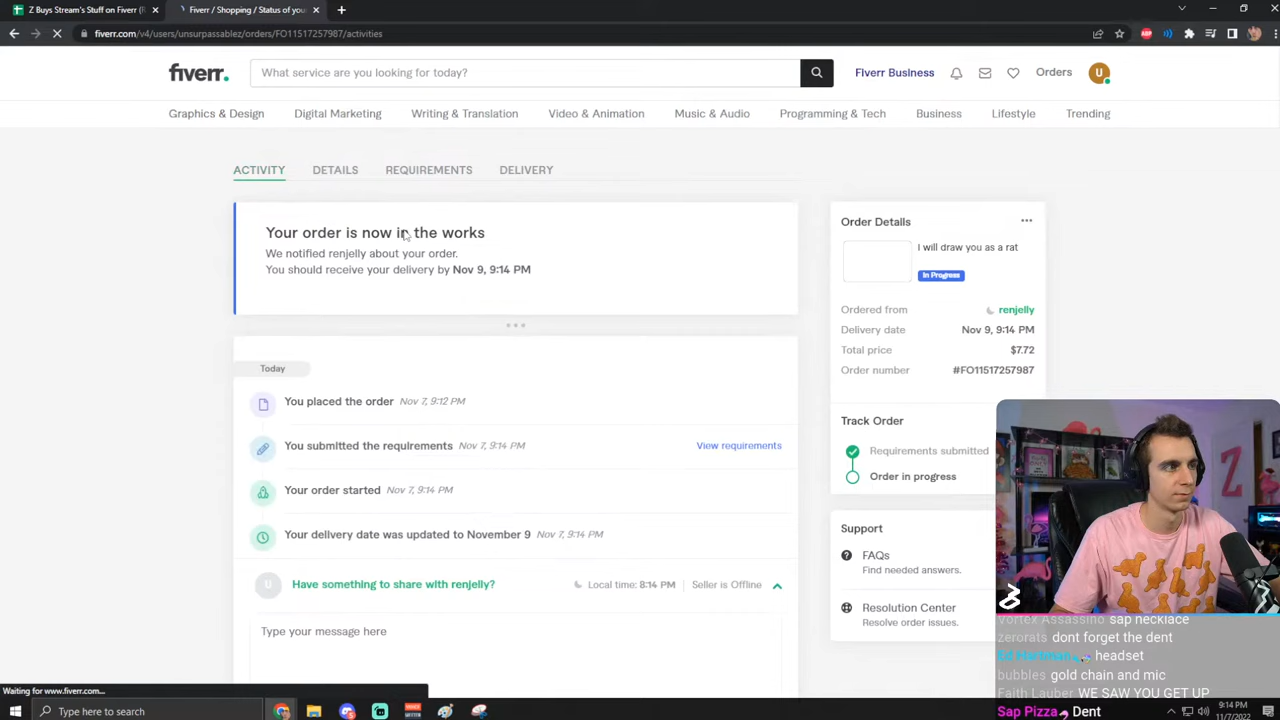 Z Buys Stream's Stuff on Fiverr (R
Fiverr / Shopping / Status of you
fiverr.com/v4/users/unsurpassablez/orders/FO11517257987/activities
fiverr.
What service are you looking for today?
Fiverr Business
Orders
U
Graphics & Design
Digital Marketing
Writing & Translation
Video & Animation
Music & Audio
Programming & Tech
Business
Lifestyle
Trending
ACTIVITY
DETAILS
REQUIREMENTS
DELIVERY
Your order is now in the works
We notified renjelly about your order.
You should receive your delivery by Nov 9, 9:14 PM
Today
You placed the order Nov 7, 9:12 PM
You submitted the requirements Nov 7, 9:14 PM
View requirements
Your order started Nov 7, 9:14 PM
Your delivery date was updated to November 9 Nov 7, 9:14 PM
U
Have something to share with renjelly?
Local time: 8:14 PM | Seller is Offline
Type your message here
Order Details
I will draw you as a rat
In Progress
Ordered from renjelly
Delivery date Nov 9, 9:14 PM
Total price $7.72
Order number #FO11517257987
Track Order
Requirements submitted
Order in progress
Support
FAQs
Find needed answers.
Resolution Center
Resolve order issues.
Vortex Assassino sap necklace
zerorats dont forget the dent
Ed Hartman headset
bubbles gold chain and mic
Faith Lauber WE SAW YOU GET UP
Sap Pizza Dent
Waiting for www.fiverr.com...
Type here to search
9:14 PM
11/7/2022